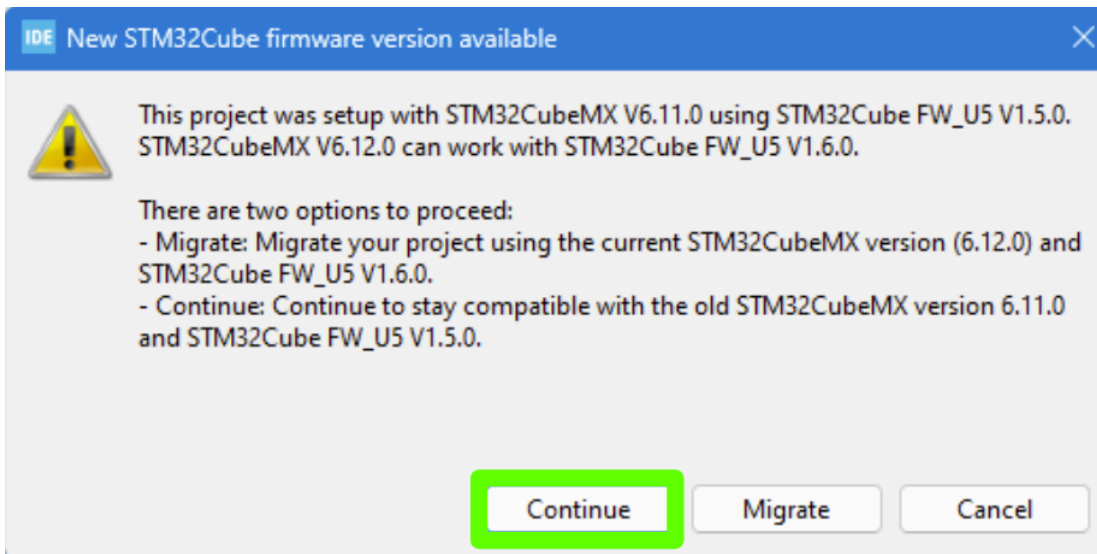 IDE New STM32Cube firmware version available
This project was setup with STM32CubeMX V6.11.0 using STM32Cube FW_U5 V1.5.0.
STM32CubeMX V6.12.0 can work with STM32Cube FW_U5 V1.6.0.
There are two options to proceed:
- Migrate: Migrate your project using the current STM32CubeMX version (6.12.0) and
STM32Cube FW_U5 V1.6.0.
- Continue: Continue to stay compatible with the old STM32CubeMX version 6.11.0
and STM32Cube FW_U5 V1.5.0.
Continue Migrate Cancel